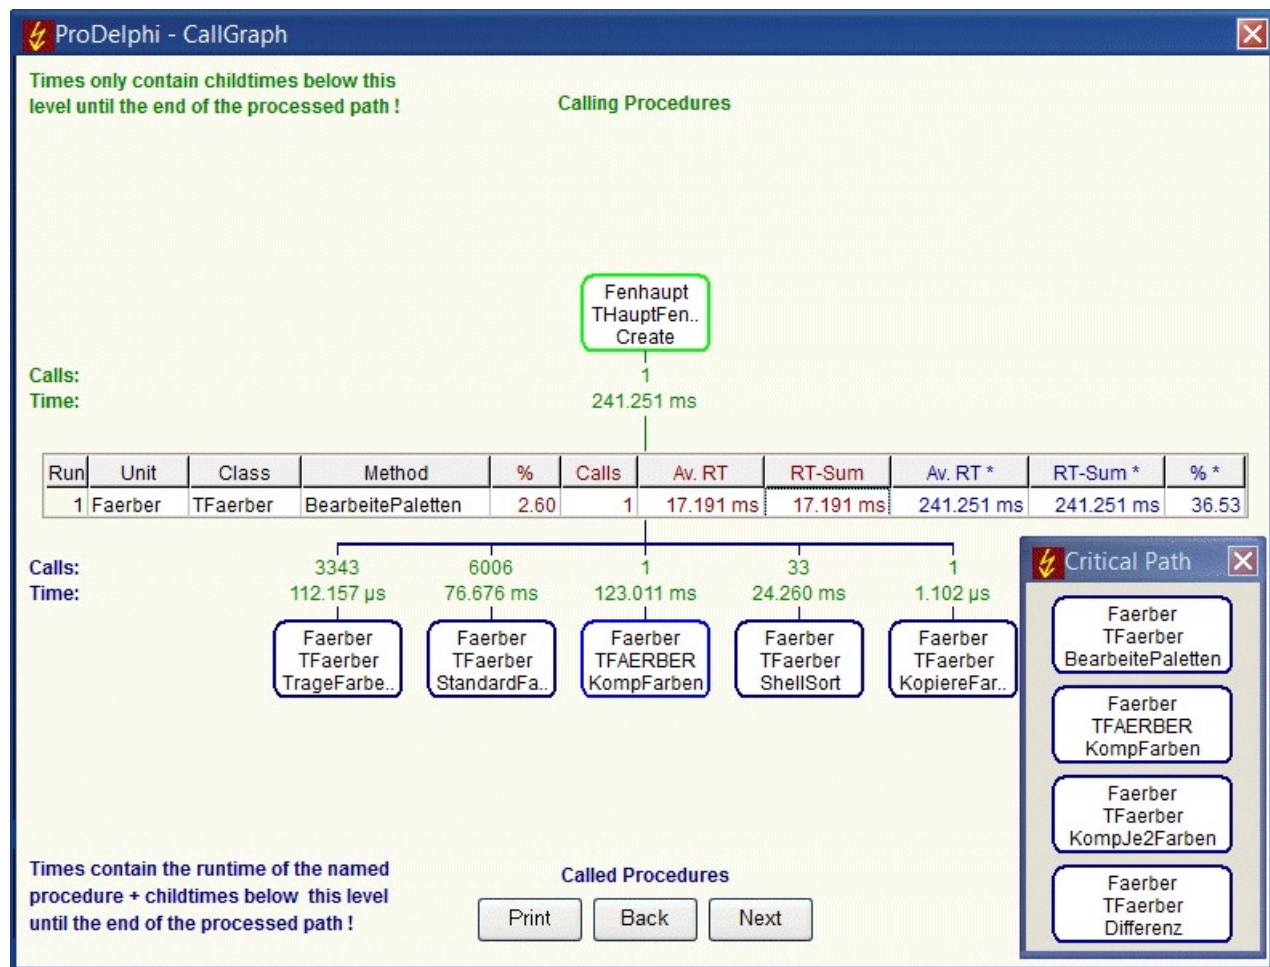 ProDelphi - CallGraph
Times only contain childtimes below this
level until the end of the processed path !
Calling Procedures
Fenhaupt
THauptFen..
Create
Calls: 1
Time: 241.251 ms
Run Unit Class Method % Calls Av. RT RT-Sum Av. RT * RT-Sum * % *
1 Faerber TFaerber BearbeitePaletten 2.60 1 17.191 ms 17.191 ms 241.251 ms 241.251 ms 36.53
Calls: 3343 6006 1 33 1
Time: 112.157 µs 76.676 ms 123.011 ms 24.260 ms 1.102 µs
Faerber
TFaerber
TrageFarbe..
Faerber
TFaerber
StandardFa..
Faerber
TFAERBER
KompFarben
Faerber
TFaerber
ShellSort
Faerber
TFaerber
KopiereFar..
Critical Path
Faerber
TFaerber
BearbeitePaletten
Faerber
TFAERBER
KompFarben
Faerber
TFaerber
KompJe2Farben
Faerber
TFaerber
Differenz
Times contain the runtime of the named
procedure + childtimes below this level
until the end of the processed path !
Called Procedures
Print Back Next